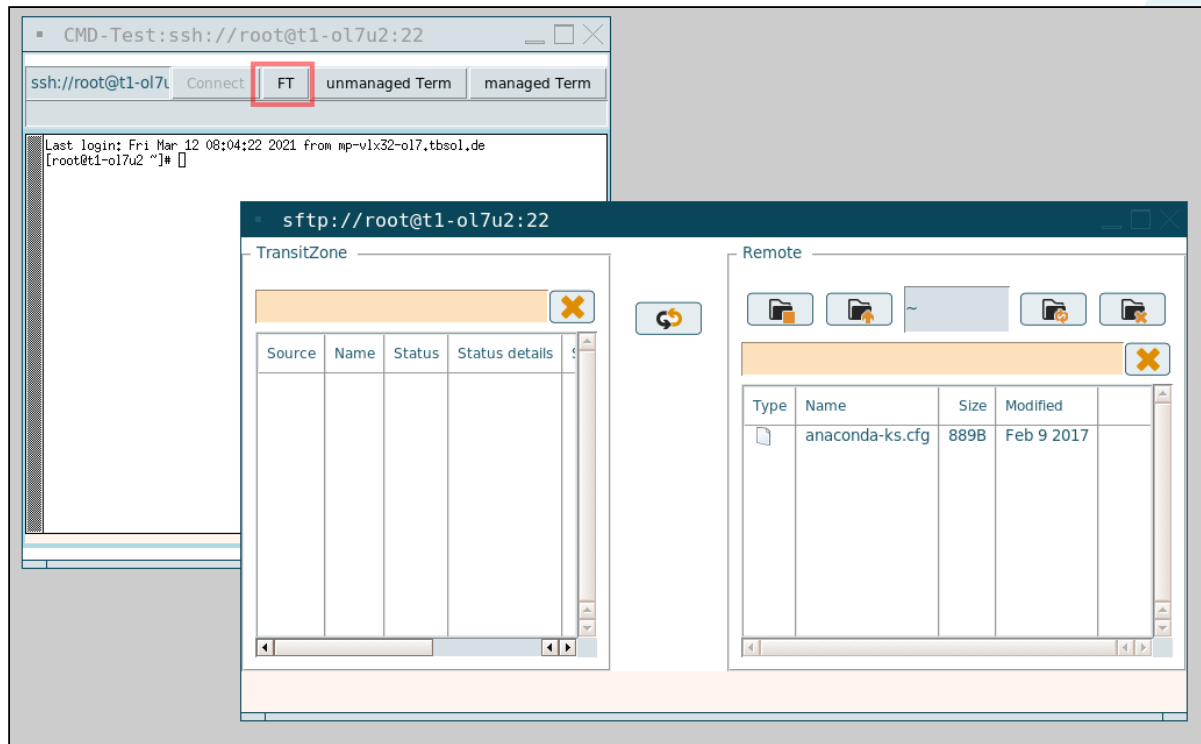 CMD-Test:ssh://root@t1-ol7u2:22
ssh://root@t1-ol7u Connect FT unmanaged Term managed Term
Last login: Fri Mar 12 08:04:22 2021 from mp-vlx32-ol7.tbsol.de
[root@t1-ol7u2 ~]#
sftp://root@t1-ol7u2:22
TransitZone
Source Name Status Status details
Remote
~
Type Name Size Modified
anaconda-ks.cfg 889B Feb 9 2017